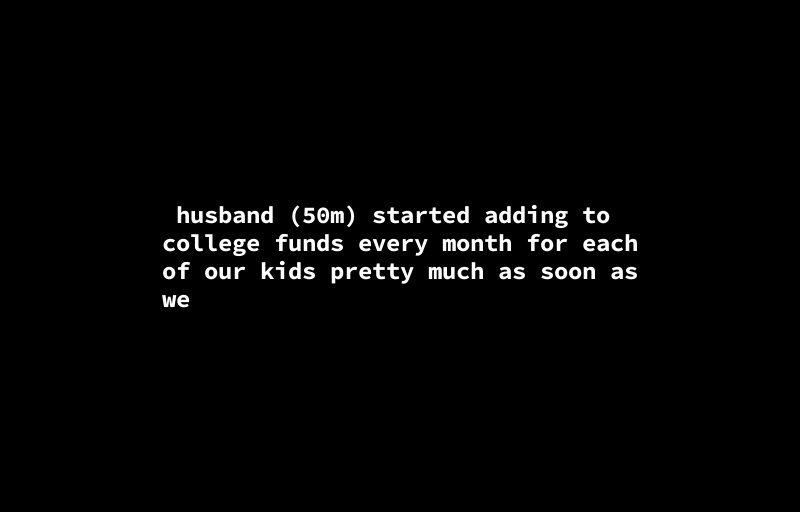 husband (50m) started adding to
college funds every month for each
of our kids pretty much as soon as
we